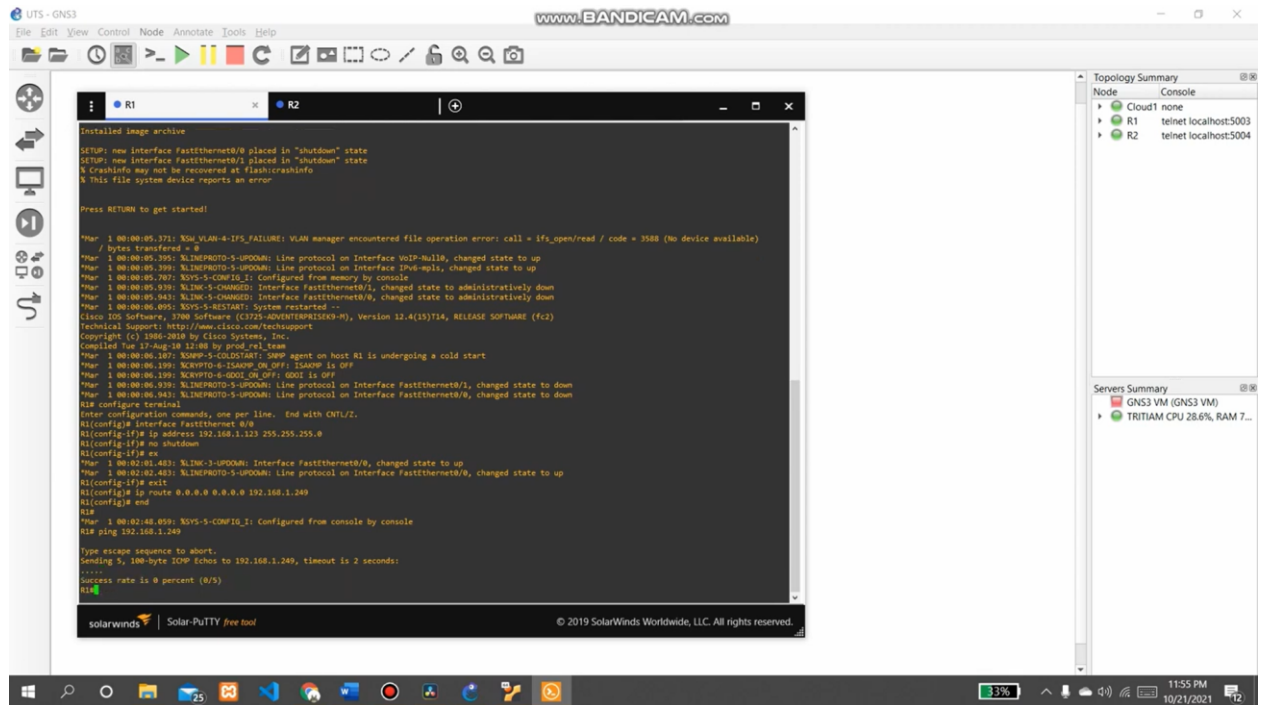 UTS - GNS3
www.BANDICAM.com
File Edit View Control Node Annotate Tools Help
R1
R2
Installed image archive
SETUP: new interface FastEthernet0/0 placed in "shutdown" state
SETUP: new interface FastEthernet0/1 placed in "shutdown" state
% Crashinfo may not be recovered at flash:crashinfo
% This file system device reports an error
Press RETURN to get started!
*Mar  1 00:00:05.371: %SW_VLAN-4-IFS_FAILURE: VLAN manager encountered file operation error: call = ifs_open/read / code = 3588 (No device available)
/ bytes transfered = 0
*Mar  1 00:00:05.395: %LINEPROTO-5-UPDOWN: Line protocol on Interface VoIP-Null0, changed state to up
*Mar  1 00:00:05.399: %LINEPROTO-5-UPDOWN: Line protocol on Interface IPv6-mpls, changed state to up
*Mar  1 00:00:05.707: %SYS-5-CONFIG_I: Configured from memory by console
*Mar  1 00:00:05.939: %LINK-5-CHANGED: Interface FastEthernet0/1, changed state to administratively down
*Mar  1 00:00:05.943: %LINK-5-CHANGED: Interface FastEthernet0/0, changed state to administratively down
*Mar  1 00:00:06.095: %SYS-5-RESTART: System restarted --
Cisco IOS Software, 3700 Software (C3725-ADVENTERPRISEK9-M), Version 12.4(15)T14, RELEASE SOFTWARE (fc2)
Technical Support: http://www.cisco.com/techsupport
Copyright (c) 1986-2010 by Cisco Systems, Inc.
Compiled Tue 17-Aug-10 12:08 by prod_rel_team
*Mar  1 00:00:06.107: %SNMP-5-COLDSTART: SNMP agent on host R1 is undergoing a cold start
*Mar  1 00:00:06.199: %CRYPTO-6-ISAKMP_ON_OFF: ISAKMP is OFF
*Mar  1 00:00:06.199: %CRYPTO-6-GDOI_ON_OFF: GDOI is OFF
*Mar  1 00:00:06.939: %LINEPROTO-5-UPDOWN: Line protocol on Interface FastEthernet0/1, changed state to down
*Mar  1 00:00:06.943: %LINEPROTO-5-UPDOWN: Line protocol on Interface FastEthernet0/0, changed state to down
R1# configure terminal
Enter configuration commands, one per line.  End with CNTL/Z.
R1(config)# interface FastEthernet 0/0
R1(config-if)# ip address 192.168.1.123 255.255.255.0
R1(config-if)# no shutdown
R1(config-if)# ex
*Mar  1 00:02:01.483: %LINK-3-UPDOWN: Interface FastEthernet0/0, changed state to up
*Mar  1 00:02:02.483: %LINEPROTO-5-UPDOWN: Line protocol on Interface FastEthernet0/0, changed state to up
R1(config-if)# exit
R1(config)# ip route 0.0.0.0 0.0.0.0 192.168.1.249
R1(config)# end
R1#
*Mar  1 00:02:48.059: %SYS-5-CONFIG_I: Configured from console by console
R1# ping 192.168.1.249
Type escape sequence to abort.
Sending 5, 100-byte ICMP Echos to 192.168.1.249, timeout is 2 seconds:
.....
Success rate is 0 percent (0/5)
R1#
solarwinds Solar-PuTTY free tool
© 2019 SolarWinds Worldwide, LLC. All rights reserved.
Topology Summary
Node Console
Cloud1 none
R1 telnet localhost:5003
R2 telnet localhost:5004
Servers Summary
GNS3 VM (GNS3 VM)
TRITIAM CPU 28.6%, RAM 7...
25
33%
11:55 PM
10/21/2021
12